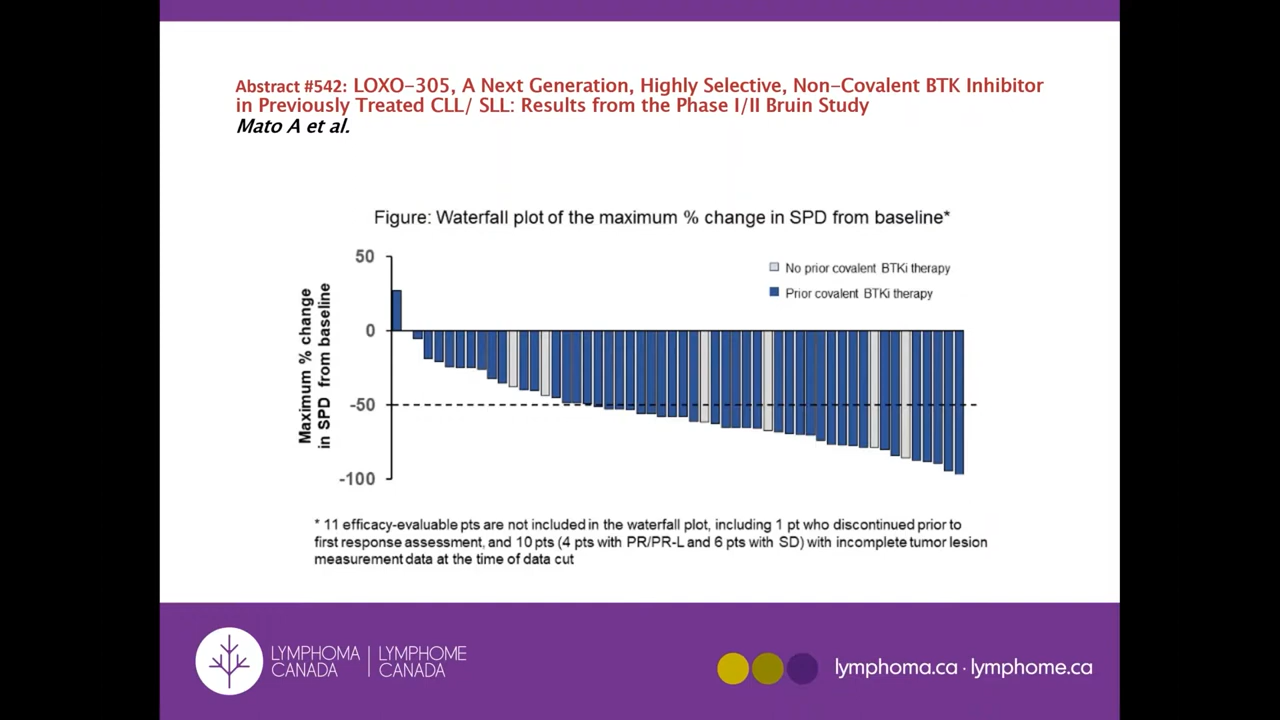 Abstract #542: LOXO-305, A Next Generation, Highly Selective, Non-Covalent BTK Inhibitor
in Previously Treated CLL/ SLL: Results from the Phase I/II Bruin Study
Mato A et al.
Figure: Waterfall plot of the maximum % change in SPD from baseline*
50
0
-50
-100
Maximum % change
in SPD from baseline
No prior covalent BTKi therapy
Prior covalent BTKi therapy
* 11 efficacy-evaluable pts are not included in the waterfall plot, including 1 pt who discontinued prior to
first response assessment, and 10 pts (4 pts with PR/PR-L and 6 pts with SD) with incomplete tumor lesion
measurement data at the time of data cut
LYMPHOMA
CANADA
LYMPHOME
CANADA
lymphoma.ca · lymphome.ca